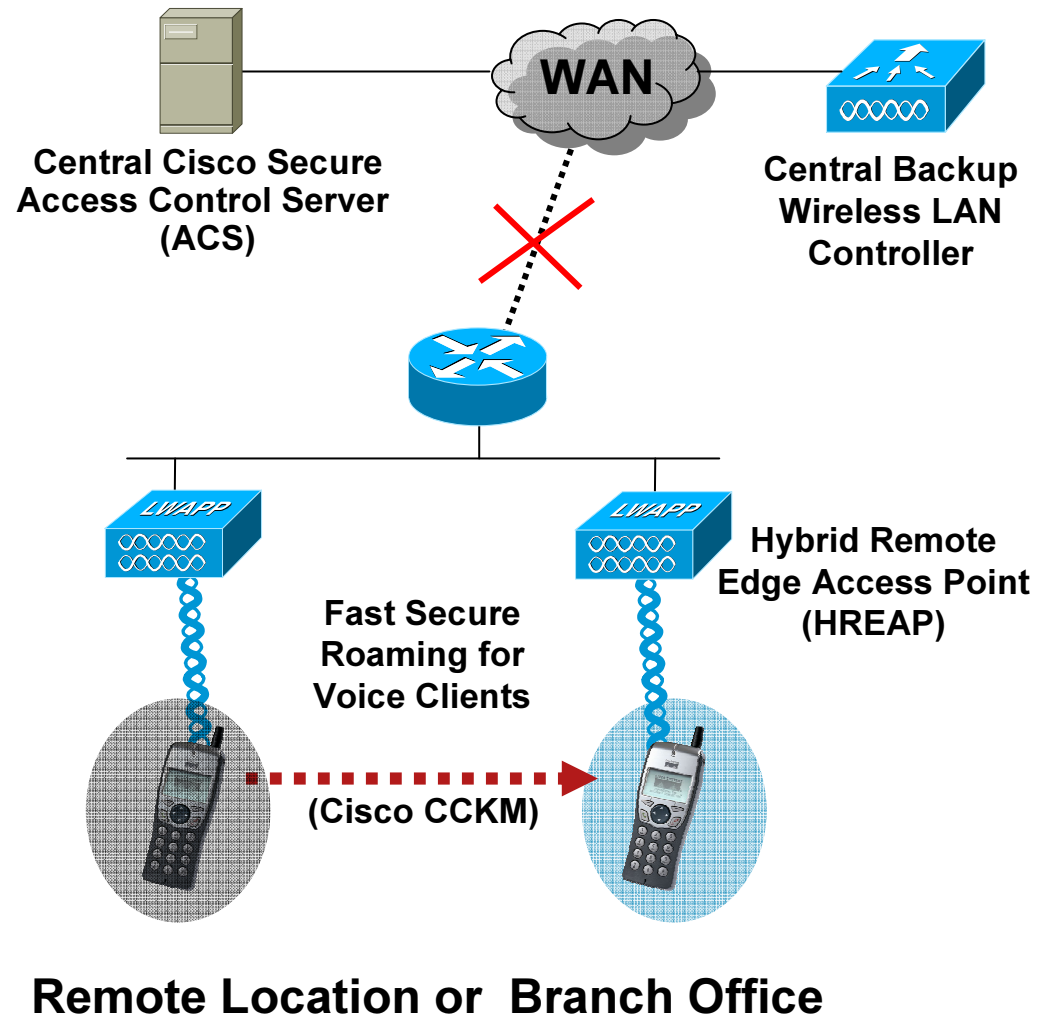 WAN
Central Cisco Secure
Access Control Server
(ACS)
Central Backup
Wireless LAN
Controller
LWAPP
LWAPP
Hybrid Remote
Edge Access Point
(HREAP)
Fast Secure
Roaming for
Voice Clients
(Cisco CCKM)
Remote Location or Branch Office